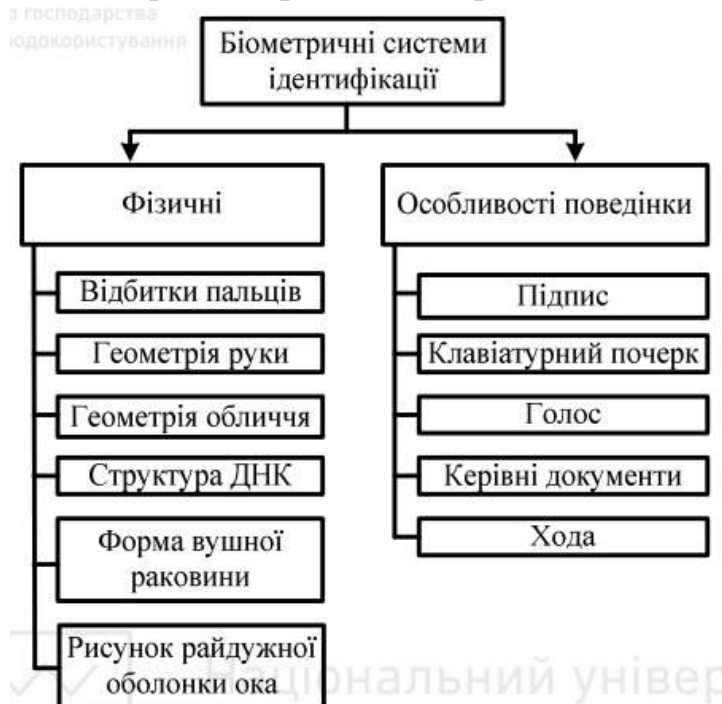 з господарства
родокористування
Біометричні системи
ідентифікації
Фізичні
Особливості поведінки
Відбитки пальців
Геометрія руки
Геометрія обличчя
Структура ДНК
Форма вушної
раковини
Рисунок райдужної
оболонки ока
Підпис
Клавіатурний почерк
Голос
Керівні документи
Хода
Національний універ